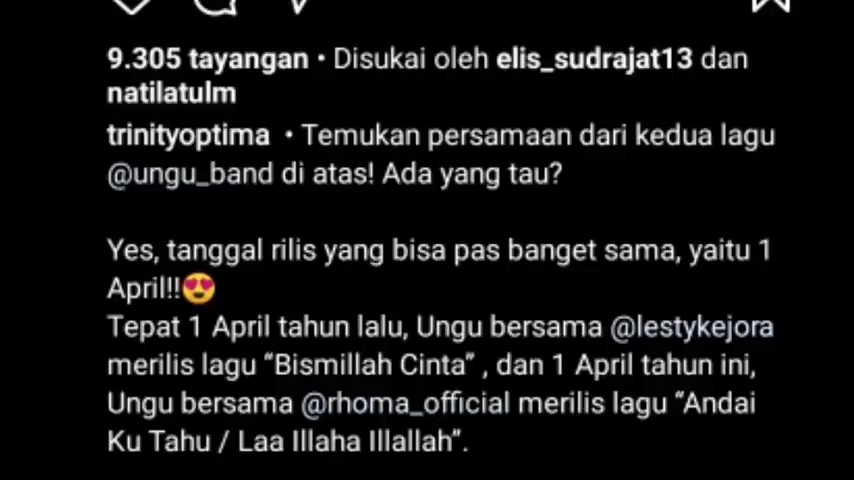 9.305 tayangan • Disukai oleh elis_sudrajat13 dan
natilatulm
trinityoptima • Temukan persamaan dari kedua lagu
@ungu_band di atas! Ada yang tau?
Yes, tanggal rilis yang bisa pas banget sama, yaitu 1
April!!😍
Tepat 1 April tahun lalu, Ungu bersama @lestykejora
merilis lagu “Bismillah Cinta” , dan 1 April tahun ini,
Ungu bersama @rhoma_official merilis lagu “Andai
Ku Tahu / Laa Illaha Illallah”.